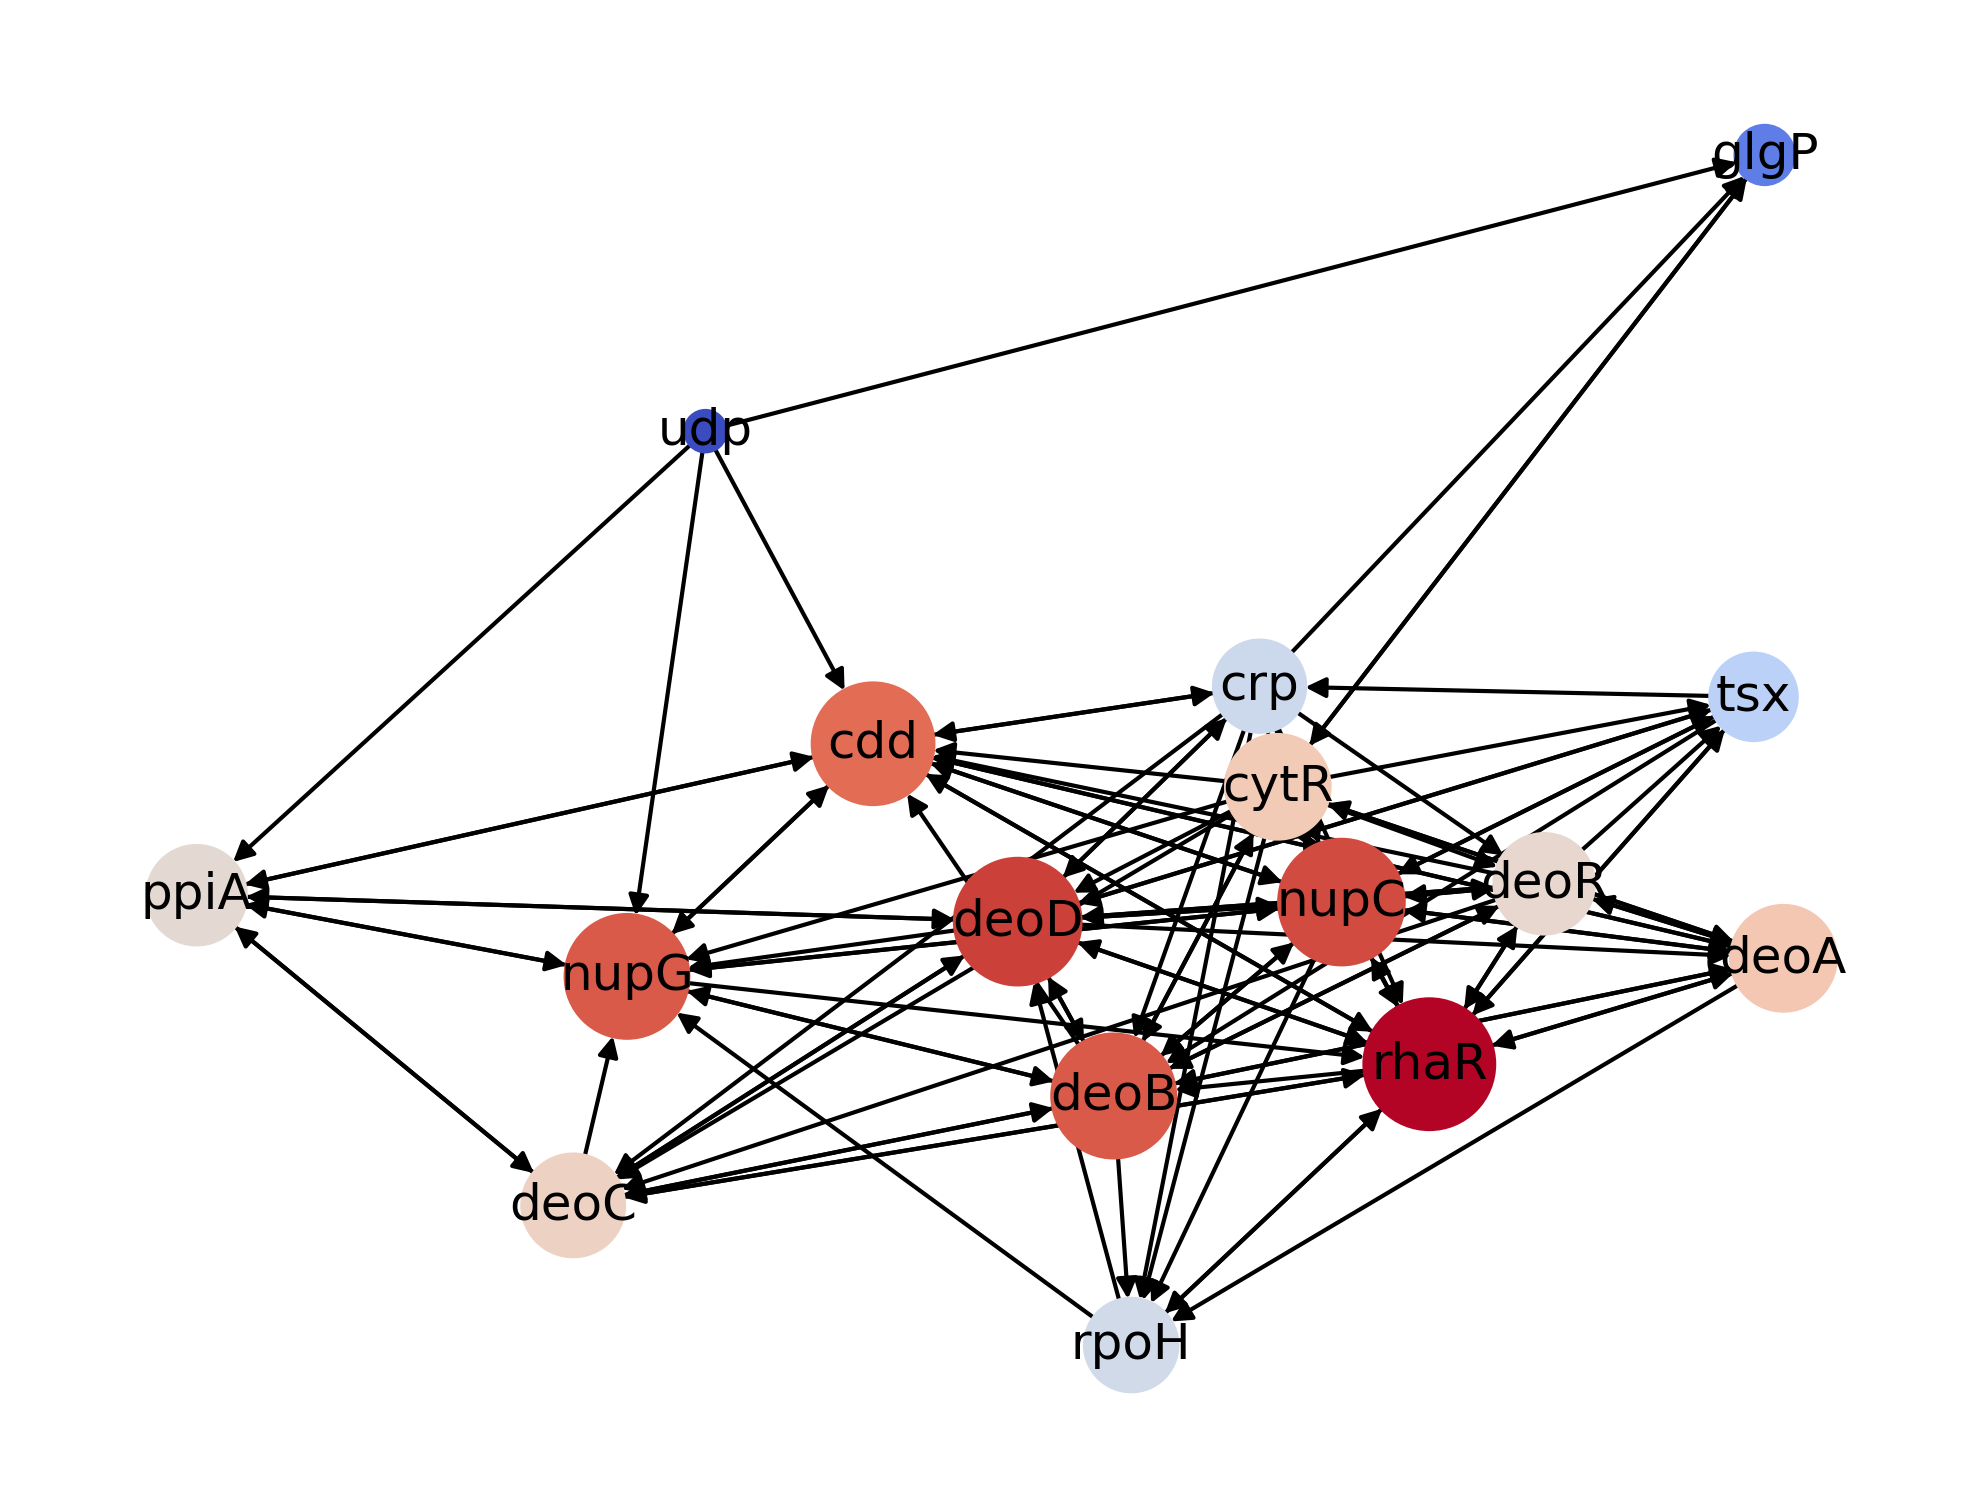 glgP
udp
crp
tsx
cdd
cytR
deoR
ppiA
nupC
deoD
deoA
nupG
rhaR
deoB
deoC
rpoH